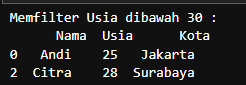 Memfilter Usia dibawah 30 :
    Nama  Usia      Kota
0   Andi    25   Jakarta
2  Citra    28  Surabaya